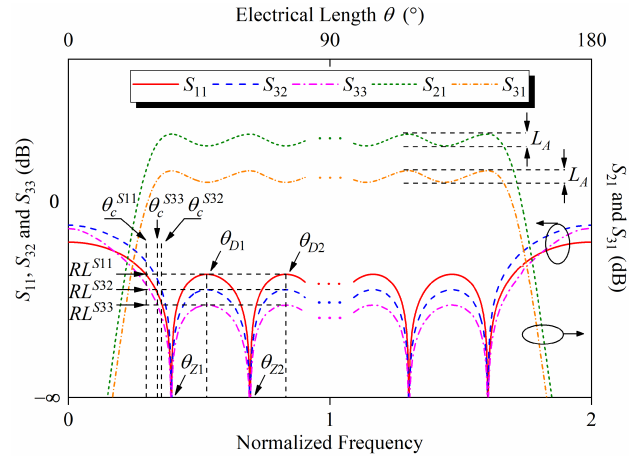 Electrical Length θ (°)
0 90 180
S11 S32 S33 S21 S31
LA
LA
0
θcS11 θcS33 θcS32
θD1 θD2
RLS11
RLS32
RLS33
θZ1 θZ2
−∞
0 1 2
Normalized Frequency
S11, S32 and S33 (dB)
S21 and S31 (dB)